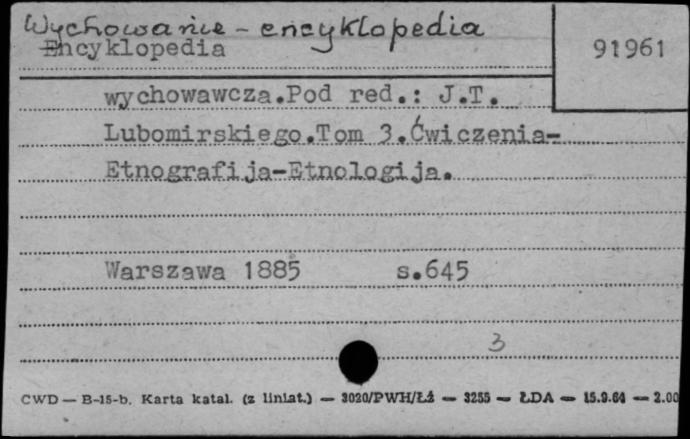 Wychowanie - encyklopedia
Encyklopedia
91961
wychowawcza.Pod red.: J.T.
Lubomirskiego.Tom 3.Ćwiczenia-
Etnografija-Etnologija.
Warszawa 1885 s.645
3
CWD — B-15-b. Karta katal. (z liniat.) — 3020/PWH/Łź — 3255 — ŁDA — 15.9.64 — 2.00